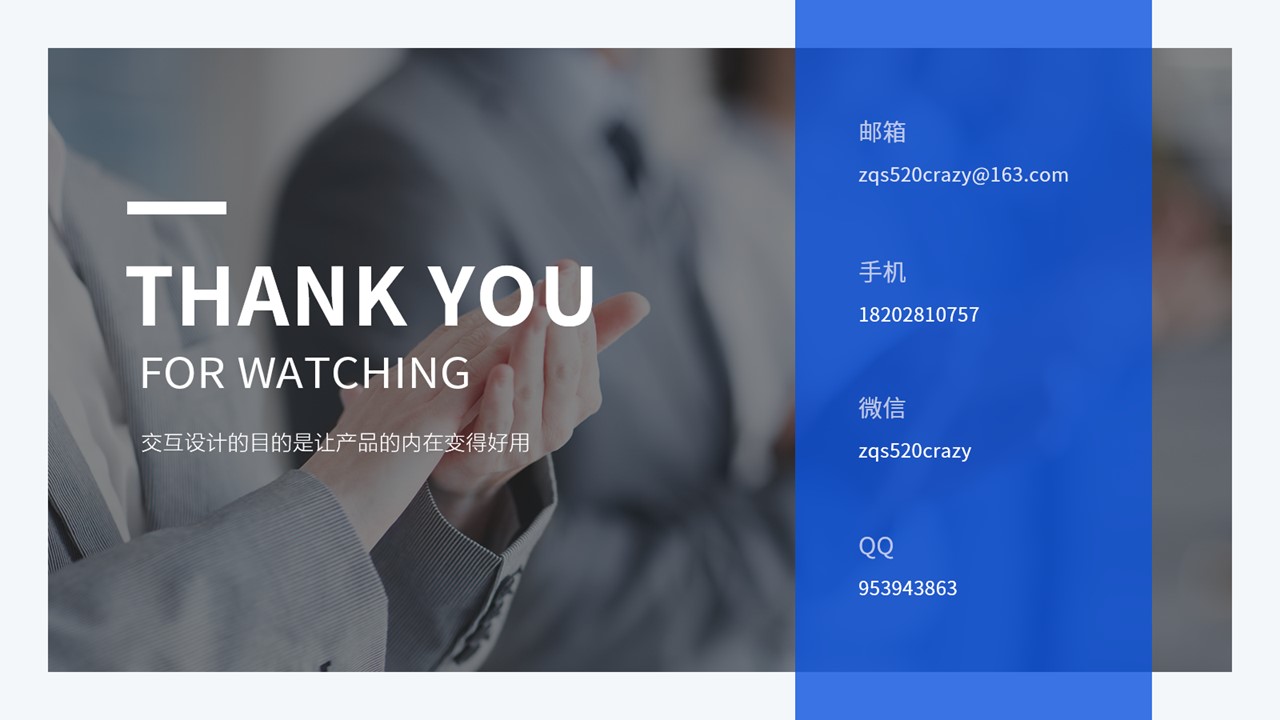 THANK YOU
FOR WATCHING
交互设计的目的是让产品的内在变得好用
邮箱
zqs520crazy@163.com
手机
18202810757
微信
zqs520crazy
QQ
953943863